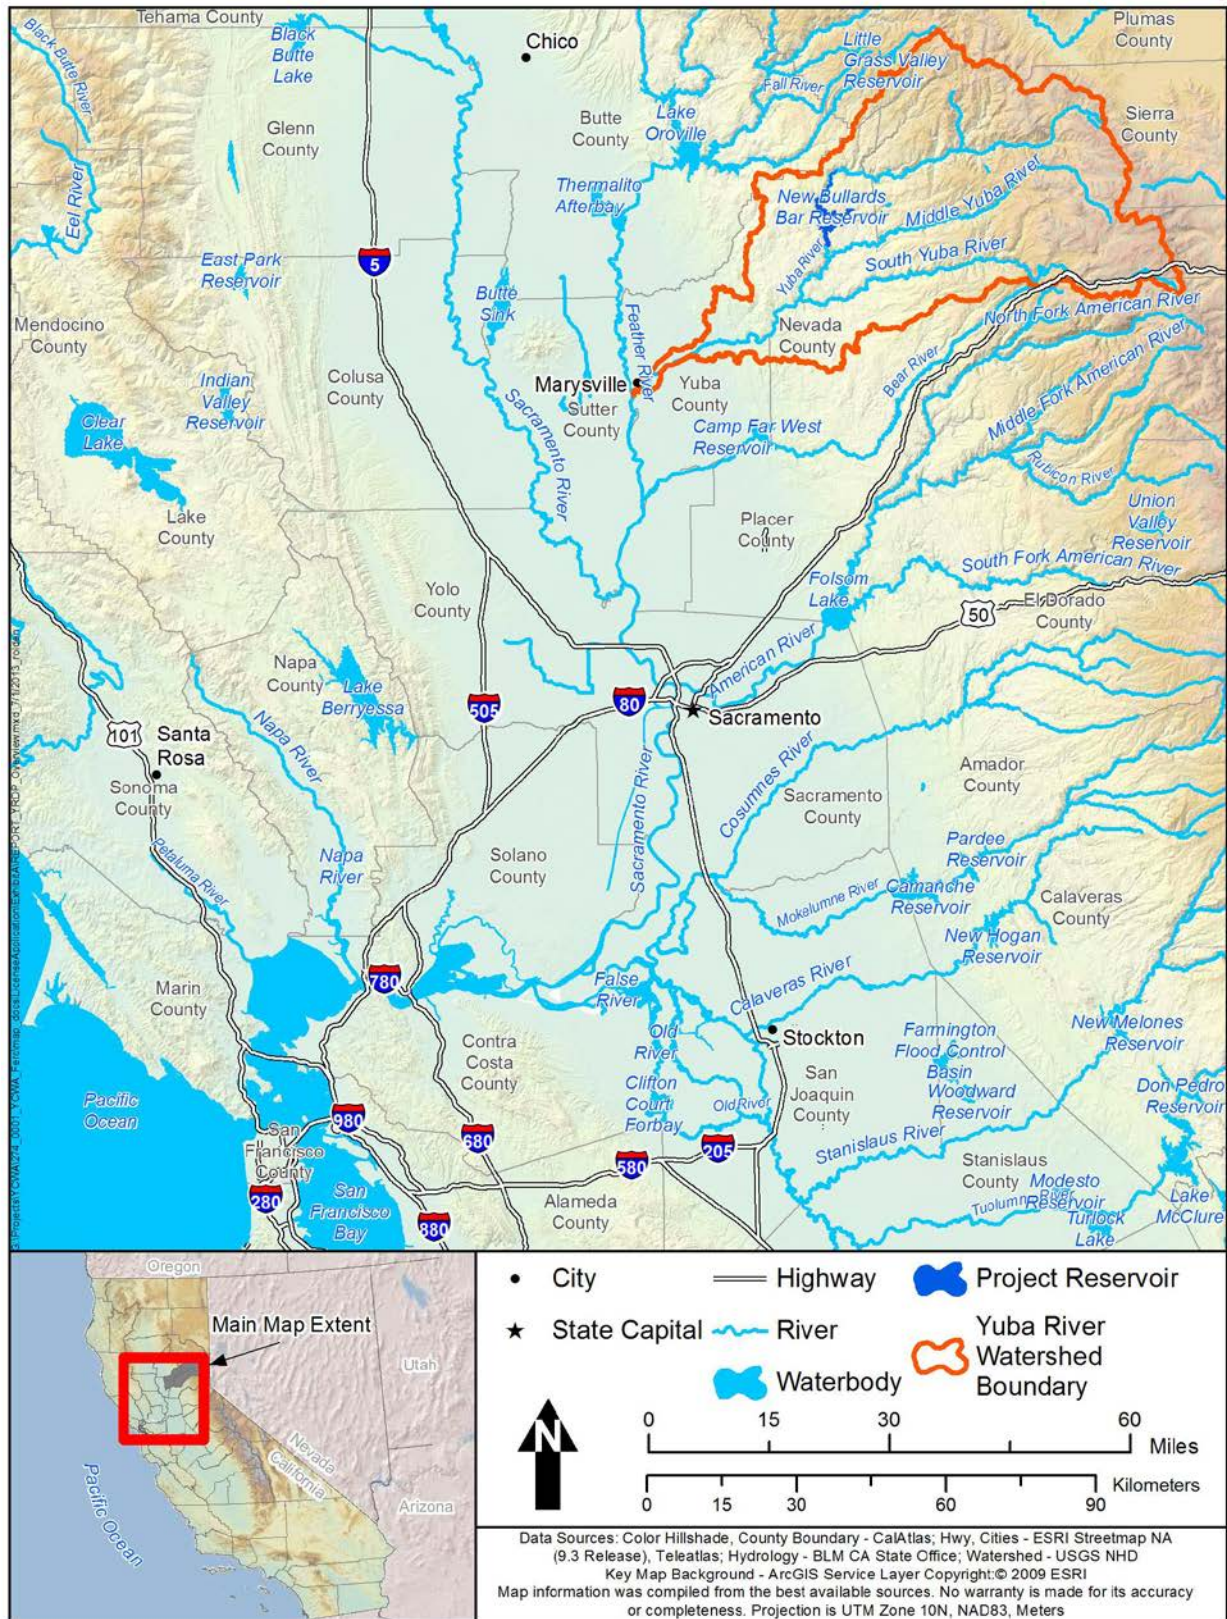 Tehama County
Plumas
County
Black Butte River
Black
Butte
Lake
Chico
Little
Grass Valley
Reservoir
Fall River
Glenn
County
Butte
County
Lake
Oroville
Sierra
County
Eel River
Thermalito
Afterbay
New Bullards
Bar Reservoir
Middle Yuba River
5
East Park
Reservoir
Yuba River
South Yuba River
Butte
Sink
Mendocino
County
Feather River
Nevada
County
North Fork American River
Bear River
Indian
Valley
Reservoir
Colusa
County
Marysville
Sutter
County
Yuba
County
Middle Fork American River
Clear
Lake
Sacramento River
Camp Far West
Reservoir
Rubicon River
Lake
County
Placer
County
Union
Valley
Reservoir
Yolo
County
Folsom
Lake
South Fork American River
50
El Dorado
County
Napa
County
Lake
Berryessa
American River
505
80
Sacramento
101
Santa
Rosa
Sonoma
County
Napa River
Sacramento River
Cosumnes River
Sacramento
County
Amador
County
Petaluma River
Napa
River
Solano
County
Pardee
Reservoir
Mokelumne River
Camanche
Reservoir
Calaveras
County
New Hogan
Reservoir
Marin
County
780
False
River
Calaveras River
Contra
Costa
County
Old
River
Stockton
Farmington
Flood Control
Basin
Woodward
Reservoir
New Melones
Reservoir
Pacific
Ocean
Clifton
Court
Forbay
Old River
San
Joaquin
County
Don Pedro
Reservoir
980
San
Francisco
County
680
580
205
Stanislaus River
Stanislaus
County
280
San
Francisco
Bay
880
Alameda
County
Tuolumne River
Modesto
Reservoir
Turlock
Lake
Lake
McClure
Oregon
Main Map Extent
Utah
Nevada
California
Arizona
Pacific Ocean
City
Highway
Project Reservoir
State Capital
River
Yuba River
Watershed
Boundary
Waterbody
N
0 15 30 60
Miles
Kilometers
0 15 30 60 90
Data Sources: Color Hillshade, County Boundary - CalAtlas; Hwy, Cities - ESRI Streetmap NA
(9.3 Release), Teleatlas; Hydrology - BLM CA State Office; Watershed - USGS NHD
Key Map Background - ArcGIS Service Layer Copyright:© 2009 ESRI
Map information was compiled from the best available sources. No warranty is made for its accuracy
or completeness. Projection is UTM Zone 10N, NAD83, Meters